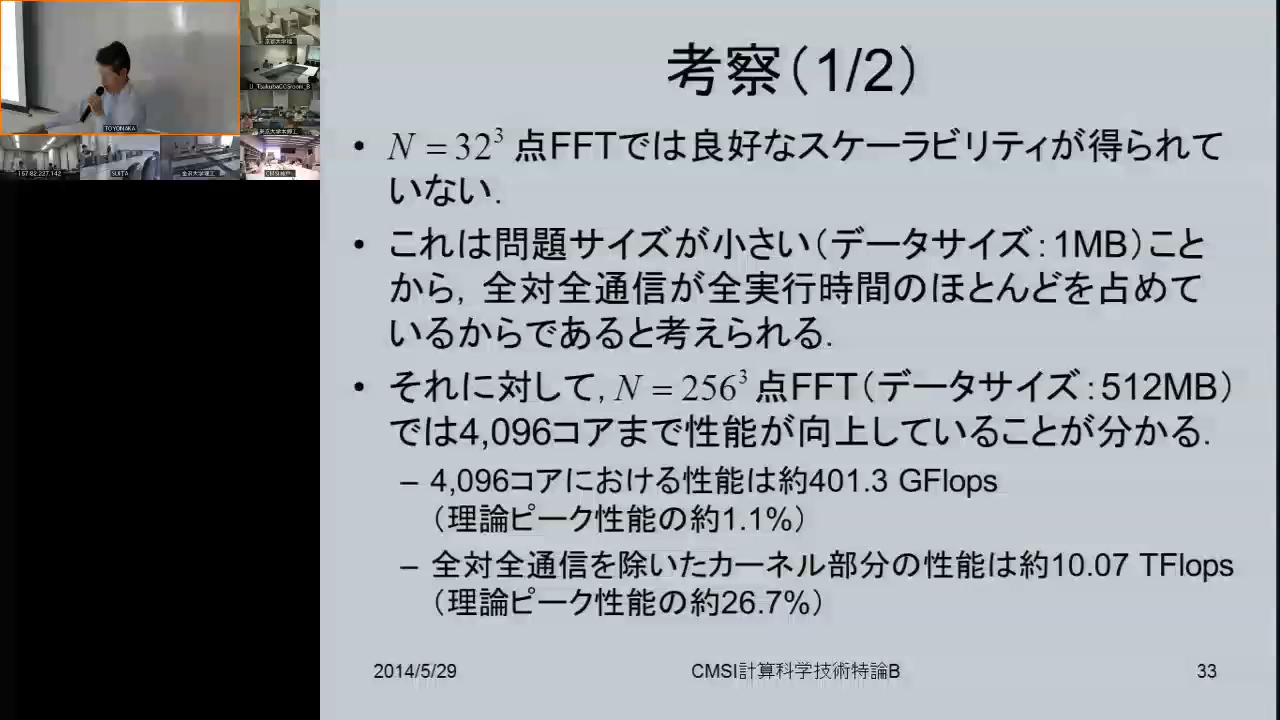 TOYONAKA
U_TsukubaCCSroom_B
157.82.227.142
SUITA
金沢大学理工
考察（1/2）
• N = 32³ 点FFTでは良好なスケーラビリティが得られて
いない．
• これは問題サイズが小さい（データサイズ：1MB）こと
から，全対全通信が全実行時間のほとんどを占めて
いるからであると考えられる．
• それに対して，N = 256³ 点FFT（データサイズ：512MB）
では4,096コアまで性能が向上していることが分かる．
– 4,096コアにおける性能は約401.3 GFlops
（理論ピーク性能の約1.1%）
– 全対全通信を除いたカーネル部分の性能は約10.07 TFlops
（理論ピーク性能の約26.7%）
2014/5/29
CMSI計算科学技術特論B
33